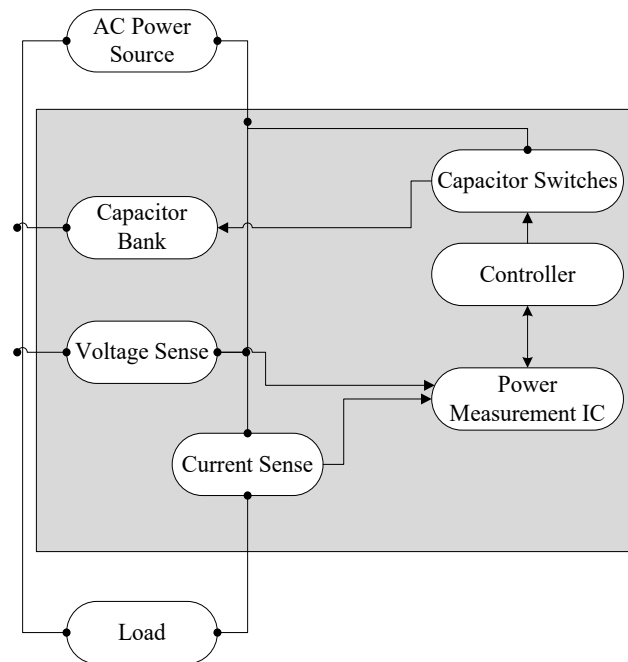 AC Power
Source
Capacitor Switches
Capacitor
Bank
Controller
Voltage Sense
Power
Measurement IC
Current Sense
Load